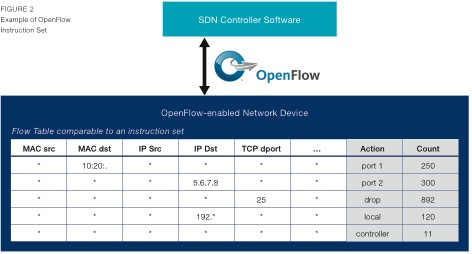 FIGURE 2
Example of OpenFlow
Instruction Set
SDN Controller Software
OpenFlow
OpenFlow-enabled Network Device
Flow Table comparable to an instruction set
MAC src MAC dst IP Src IP Dst TCP dport ... Action Count
* 10:20:. * * * * port 1 250
* * * 5.6.7.8 * * port 2 300
* * * * 25 * drop 892
* * * 192.* * * local 120
* * * * * * controller 11